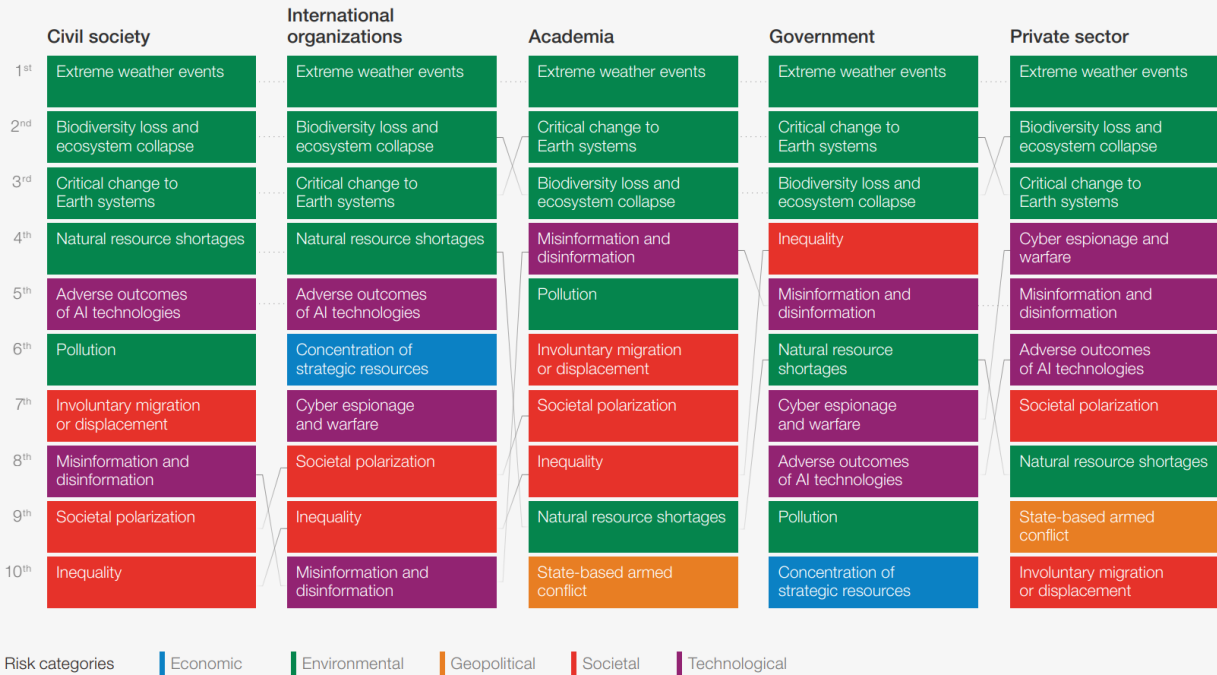 Civil society
International
organizations
Academia
Government
Private sector
1st
Extreme weather events
Extreme weather events
Extreme weather events
Extreme weather events
Extreme weather events
2nd
Biodiversity loss and
ecosystem collapse
Biodiversity loss and
ecosystem collapse
Critical change to
Earth systems
Critical change to
Earth systems
Biodiversity loss and
ecosystem collapse
3rd
Critical change to
Earth systems
Critical change to
Earth systems
Biodiversity loss and
ecosystem collapse
Biodiversity loss and
ecosystem collapse
Critical change to
Earth systems
4th
Natural resource shortages
Natural resource shortages
Misinformation and
disinformation
Inequality
Cyber espionage and
warfare
5th
Adverse outcomes
of AI technologies
Adverse outcomes
of AI technologies
Pollution
Misinformation and
disinformation
Misinformation and
disinformation
6th
Pollution
Concentration of
strategic resources
Involuntary migration
or displacement
Natural resource
shortages
Adverse outcomes
of AI technologies
7th
Involuntary migration
or displacement
Cyber espionage
and warfare
Societal polarization
Cyber espionage
and warfare
Societal polarization
8th
Misinformation and
disinformation
Societal polarization
Inequality
Adverse outcomes
of AI technologies
Natural resource shortages
9th
Societal polarization
Inequality
Natural resource shortages
Pollution
State-based armed
conflict
10th
Inequality
Misinformation and
disinformation
State-based armed
conflict
Concentration of
strategic resources
Involuntary migration
or displacement
Risk categories
Economic
Environmental
Geopolitical
Societal
Technological